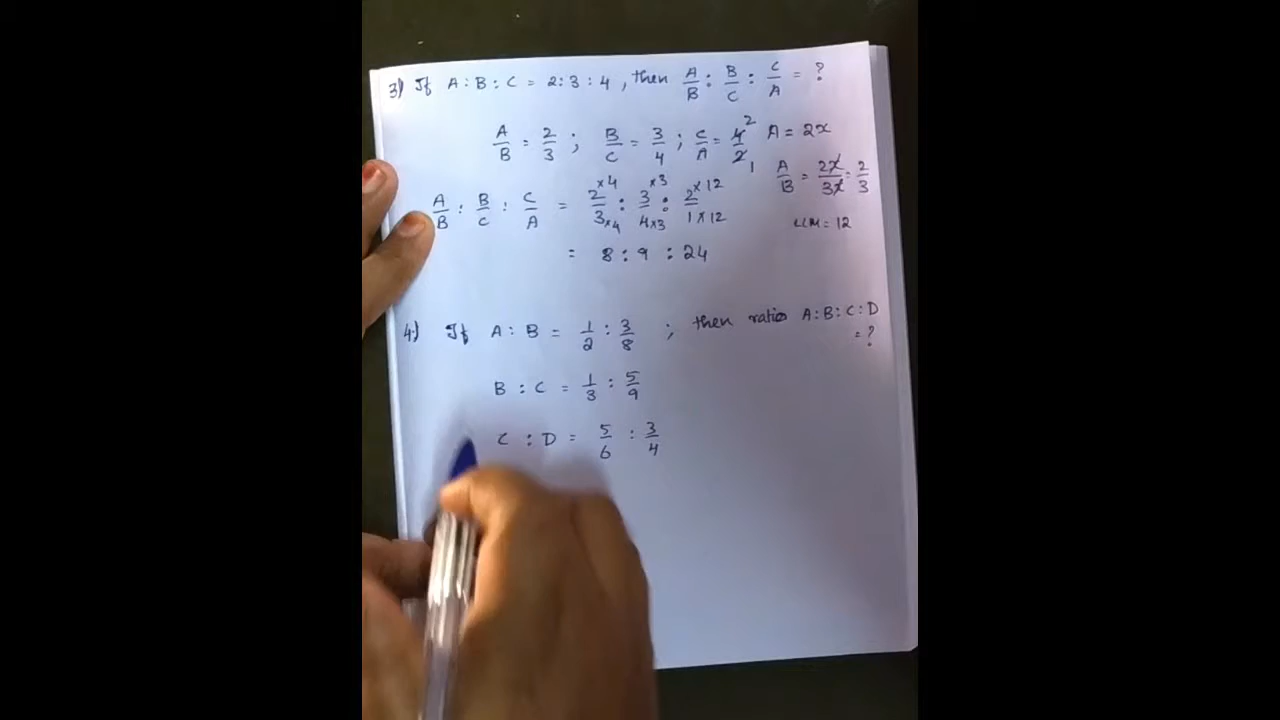 3) If A : B : C = 2 : 3 : 4 , then A/B : B/C : C/A = ?
A/B = 2/3 ; B/C = 3/4 ; C/A = 4/2 2 1 A = 2x
A/B = 2x/3x = 2/3
A/B : B/C : C/A = 2×4/3×4 : 3×3/4×3 : 2×12/1×12
LCM = 12
= 8 : 9 : 24
4) If A : B = 1/2 : 3/8 ; then ratio A : B : C : D = ?
B : C = 1/3 : 5/9
C : D = 5/6 : 3/4